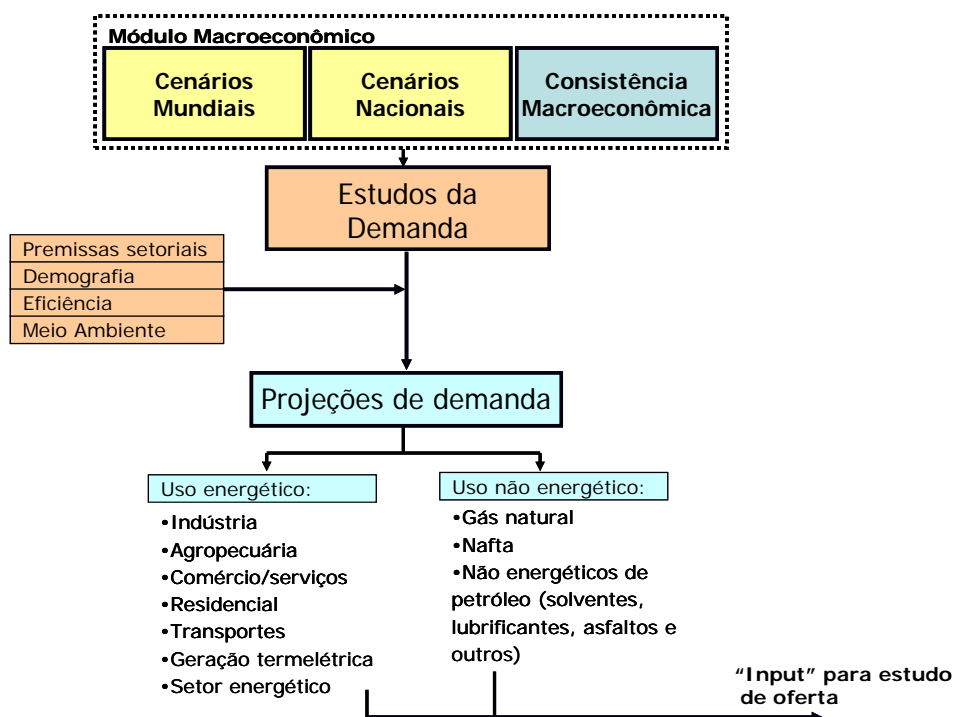 Módulo Macroeconômico
Cenários
Mundiais
Cenários
Nacionais
Consistência
Macroeconômica
Estudos da
Demanda
Premissas setoriais
Demografia
Eficiência
Meio Ambiente
Projeções de demanda
Uso energético:
•Indústria
•Agropecuária
•Comércio/serviços
•Residencial
•Transportes
•Geração termelétrica
•Setor energético
Uso não energético:
•Gás natural
•Nafta
•Não energéticos de
petróleo (solventes,
lubrificantes, asfaltos e
outros)
“Input” para estudo
de oferta